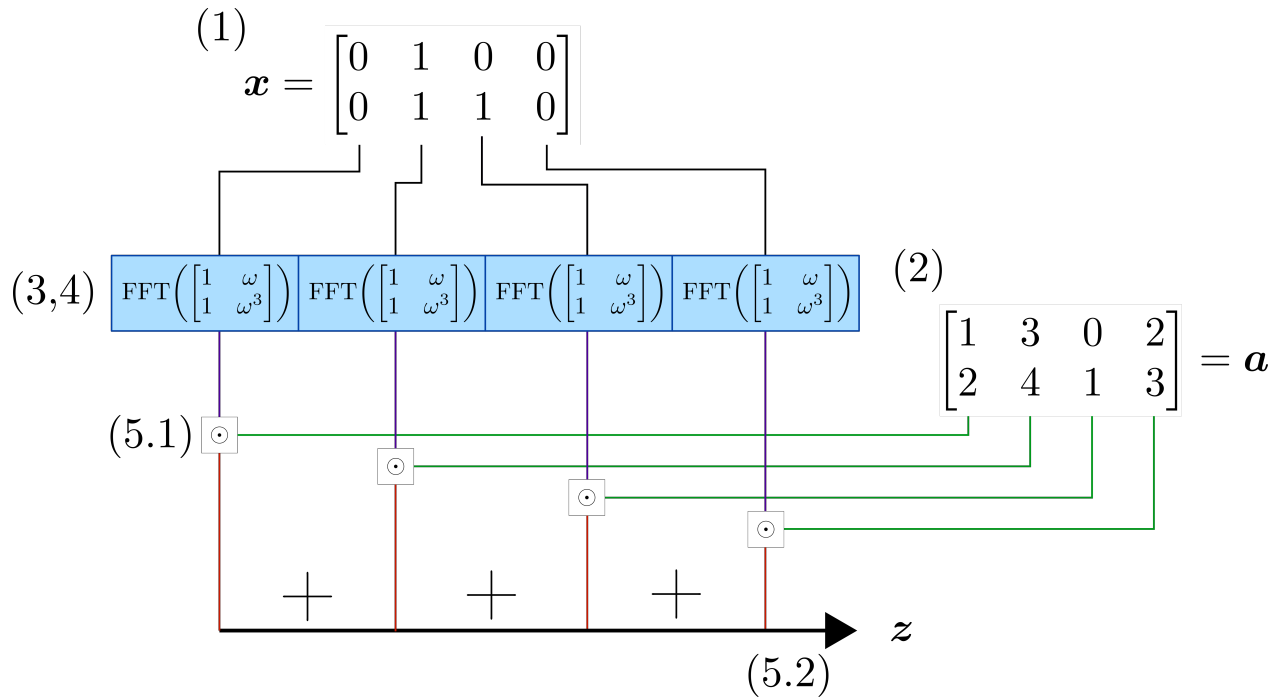 (1)
x = [0 1 0 0
0 1 1 0]
(3,4)
FFT([1 ω
1 ω³])
FFT([1 ω
1 ω³])
FFT([1 ω
1 ω³])
FFT([1 ω
1 ω³])
(2)
[1 3 0 2
2 4 1 3] = a
(5.1)
⊙
⊙
⊙
⊙
+ + +
z
(5.2)